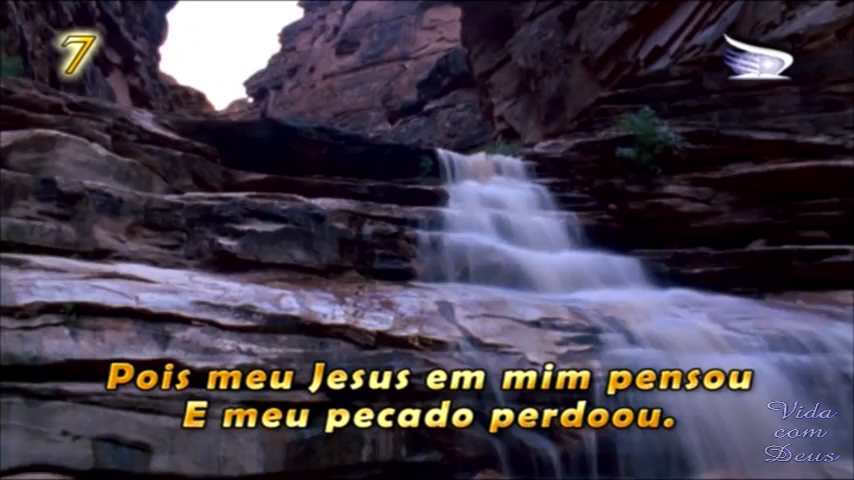 7
Pois meu Jesus em mim pensou
E meu pecado perdoou.
Vida
com
Deus